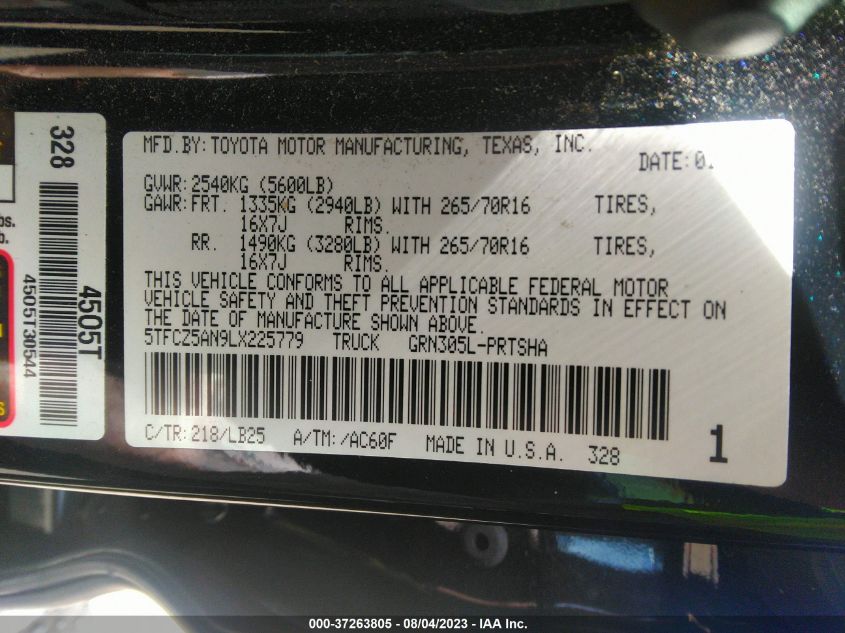 MFD.BY:TOYOTA MOTOR MANUFACTURING, TEXAS, INC.
DATE:0
GVWR:2540KG (5600LB)
GAWR:FRT. 1335KG (2940LB) WITH 265/70R16 TIRES,
16X7J RIMS.
RR. 1490KG (3280LB) WITH 265/70R16 TIRES,
16X7J RIMS.
THIS VEHICLE CONFORMS TO ALL APPLICABLE FEDERAL MOTOR
VEHICLE SAFETY AND THEFT PREVENTION STANDARDS IN EFFECT ON
THE DATE OF MANUFACTURE SHOWN ABOVE.
5TFCZ5AN9LX225779 TRUCK GRN305L-PRTSHA
C/TR:218/LB25 A/TM:/AC60F MADE IN U.S.A. 328
1
328
4505T
4505T30544
bs.
b.
000-37263805 - 08/04/2023 - IAA Inc.